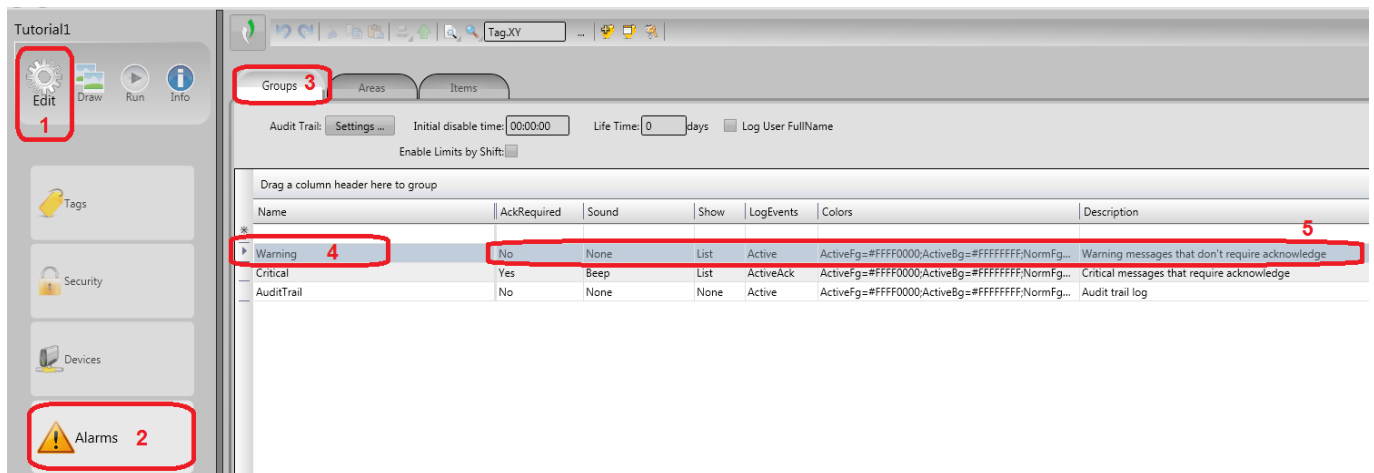 Tutorial1
Tag.XY
...
Edit
Draw
Run
Info
1
Groups 3
Areas
Items
Audit Trail: Settings ... Initial disable time: 00:00:00 Life Time: 0 days Log User FullName
Enable Limits by Shift:
Drag a column header here to group
Name AckRequired Sound Show LogEvents Colors Description
5
Warning 4 No None List Active ActiveFg=#FFFF0000;ActiveBg=#FFFFFFFF;NormFg... Warning messages that don't require acknowledge
Critical Yes Beep List ActiveAck ActiveFg=#FFFF0000;ActiveBg=#FFFFFFFF;NormFg... Critical messages that require acknowledge
AuditTrail No None None Active ActiveFg=#FFFF0000;ActiveBg=#FFFFFFFF;NormFg... Audit trail log
Tags
Security
Devices
Alarms 2